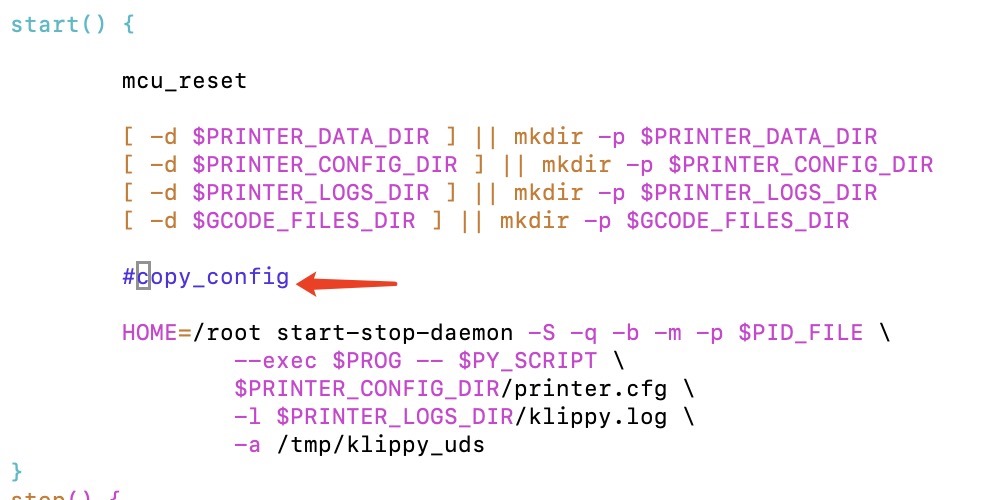 start() {
mcu_reset
[ -d $PRINTER_DATA_DIR ] || mkdir -p $PRINTER_DATA_DIR
[ -d $PRINTER_CONFIG_DIR ] || mkdir -p $PRINTER_CONFIG_DIR
[ -d $PRINTER_LOGS_DIR ] || mkdir -p $PRINTER_LOGS_DIR
[ -d $GCODE_FILES_DIR ] || mkdir -p $GCODE_FILES_DIR
#copy_config
HOME=/root start-stop-daemon -S -q -b -m -p $PID_FILE \
--exec $PROG -- $PY_SCRIPT \
$PRINTER_CONFIG_DIR/printer.cfg \
-l $PRINTER_LOGS_DIR/klippy.log \
-a /tmp/klippy_uds
}
stop() {